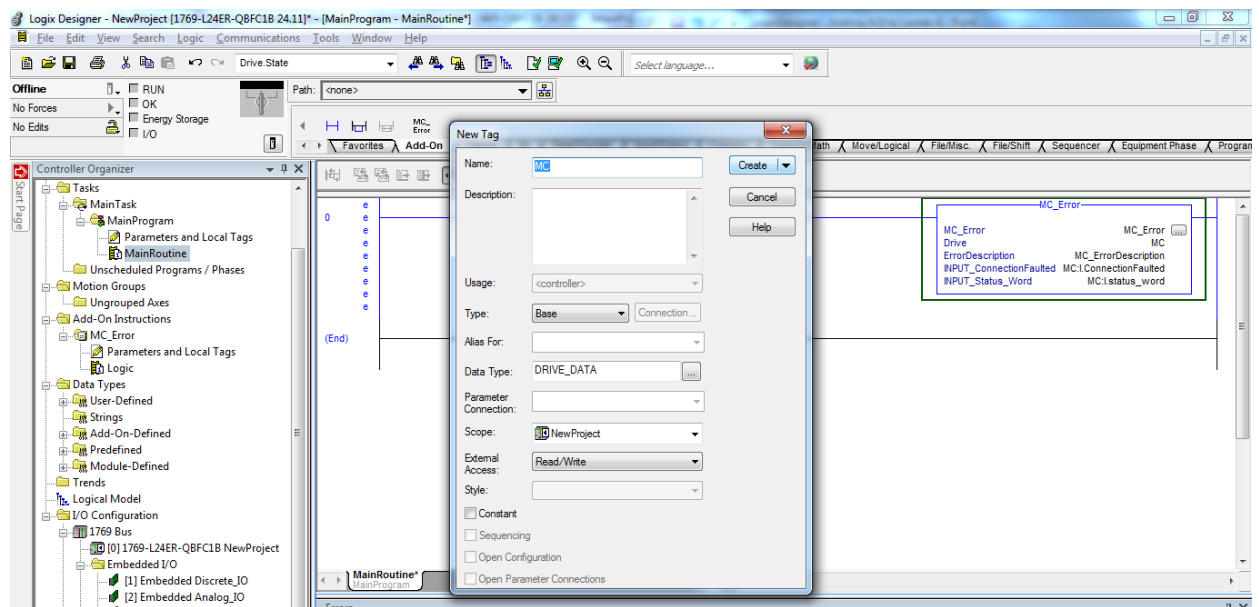 Logix Designer - NewProject [1769-L24ER-QBFC1B 24.11]* - [MainProgram - MainRoutine*]
File Edit View Search Logic Communications Tools Window Help
Drive.State
Select language...
Offline
RUN
No Forces
OK
Energy Storage
No Edits
I/O
Path: <none>
MC_
Error
Favorites Add-On
Math Move/Logical File/Misc. File/Shift Sequencer Equipment Phase Program
Start Page
Controller Organizer
Tasks
MainTask
MainProgram
Parameters and Local Tags
MainRoutine
Unscheduled Programs / Phases
Motion Groups
Ungrouped Axes
Add-On Instructions
MC_Error
Parameters and Local Tags
Logic
Data Types
User-Defined
Strings
Add-On-Defined
Predefined
Module-Defined
Trends
Logical Model
I/O Configuration
1769 Bus
[0] 1769-L24ER-QBFC1B NewProject
Embedded I/O
[1] Embedded Discrete_IO
[2] Embedded Analog_IO
e
0 e
e
e
e
e
e
e
e
(End)
MC_Error
MC_Error MC_Error ...
Drive MC
ErrorDescription MC_ErrorDescription
INPUT_ConnectionFaulted MC:I.ConnectionFaulted
INPUT_Status_Word MC:I.status_word
MainRoutine*
MainProgram
New Tag
Name: MC
Create
Description:
Cancel
Help
Usage: <controller>
Type: Base Connection...
Alias For:
Data Type: DRIVE_DATA ...
Parameter
Connection:
Scope: NewProject
External
Access: Read/Write
Style:
Constant
Sequencing
Open Configuration
Open Parameter Connections